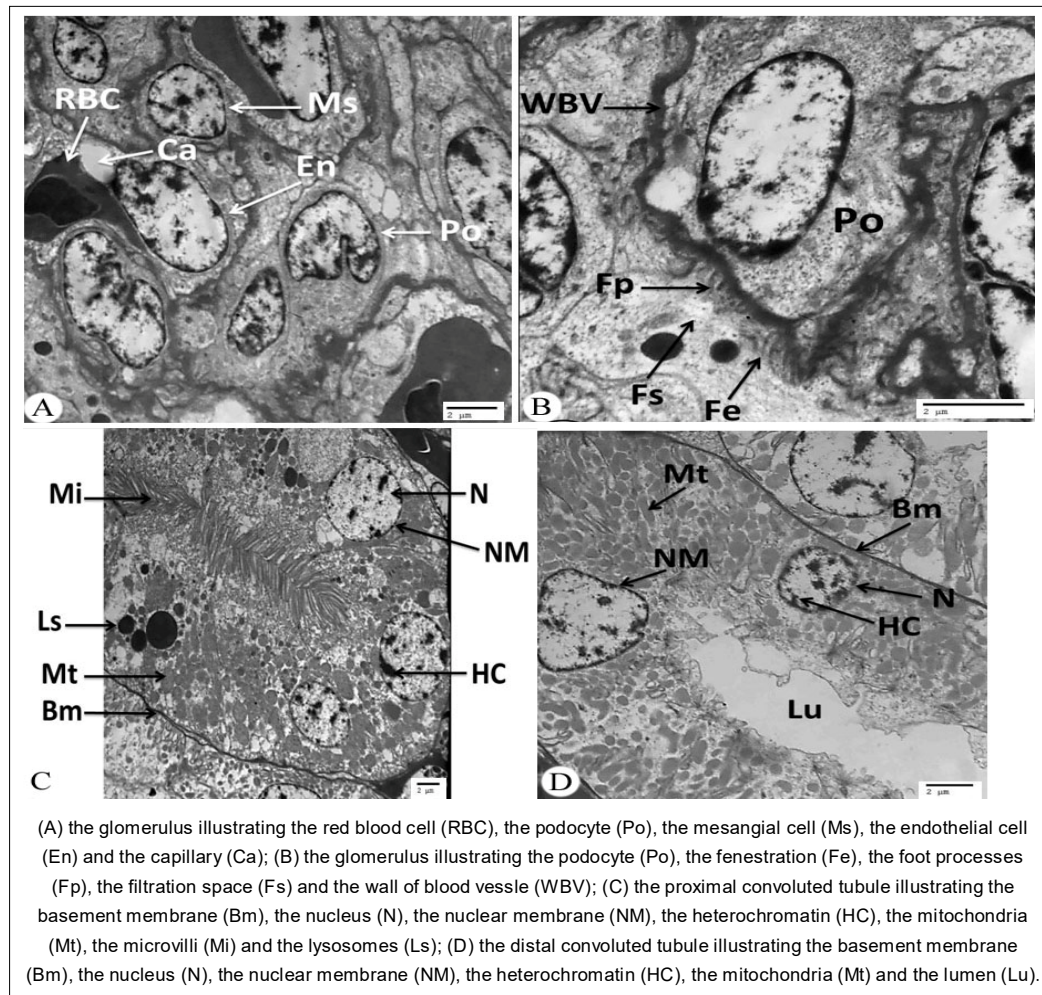 RBC
Ms
Ca
En
Po
A
2 μm
WBV
Po
Fp
Fs
Fe
B
2 μm
Mi
N
NM
Ls
HC
Mt
Bm
C
2 μm
Mt
Bm
NM
N
HC
Lu
D
2 μm
(A) the glomerulus illustrating the red blood cell (RBC), the podocyte (Po), the mesangial cell (Ms), the endothelial cell
(En) and the capillary (Ca); (B) the glomerulus illustrating the podocyte (Po), the fenestration (Fe), the foot processes
(Fp), the filtration space (Fs) and the wall of blood vessle (WBV); (C) the proximal convoluted tubule illustrating the
basement membrane (Bm), the nucleus (N), the nuclear membrane (NM), the heterochromatin (HC), the mitochondria
(Mt), the microvilli (Mi) and the lysosomes (Ls); (D) the distal convoluted tubule illustrating the basement membrane
(Bm), the nucleus (N), the nuclear membrane (NM), the heterochromatin (HC), the mitochondria (Mt) and the lumen (Lu).